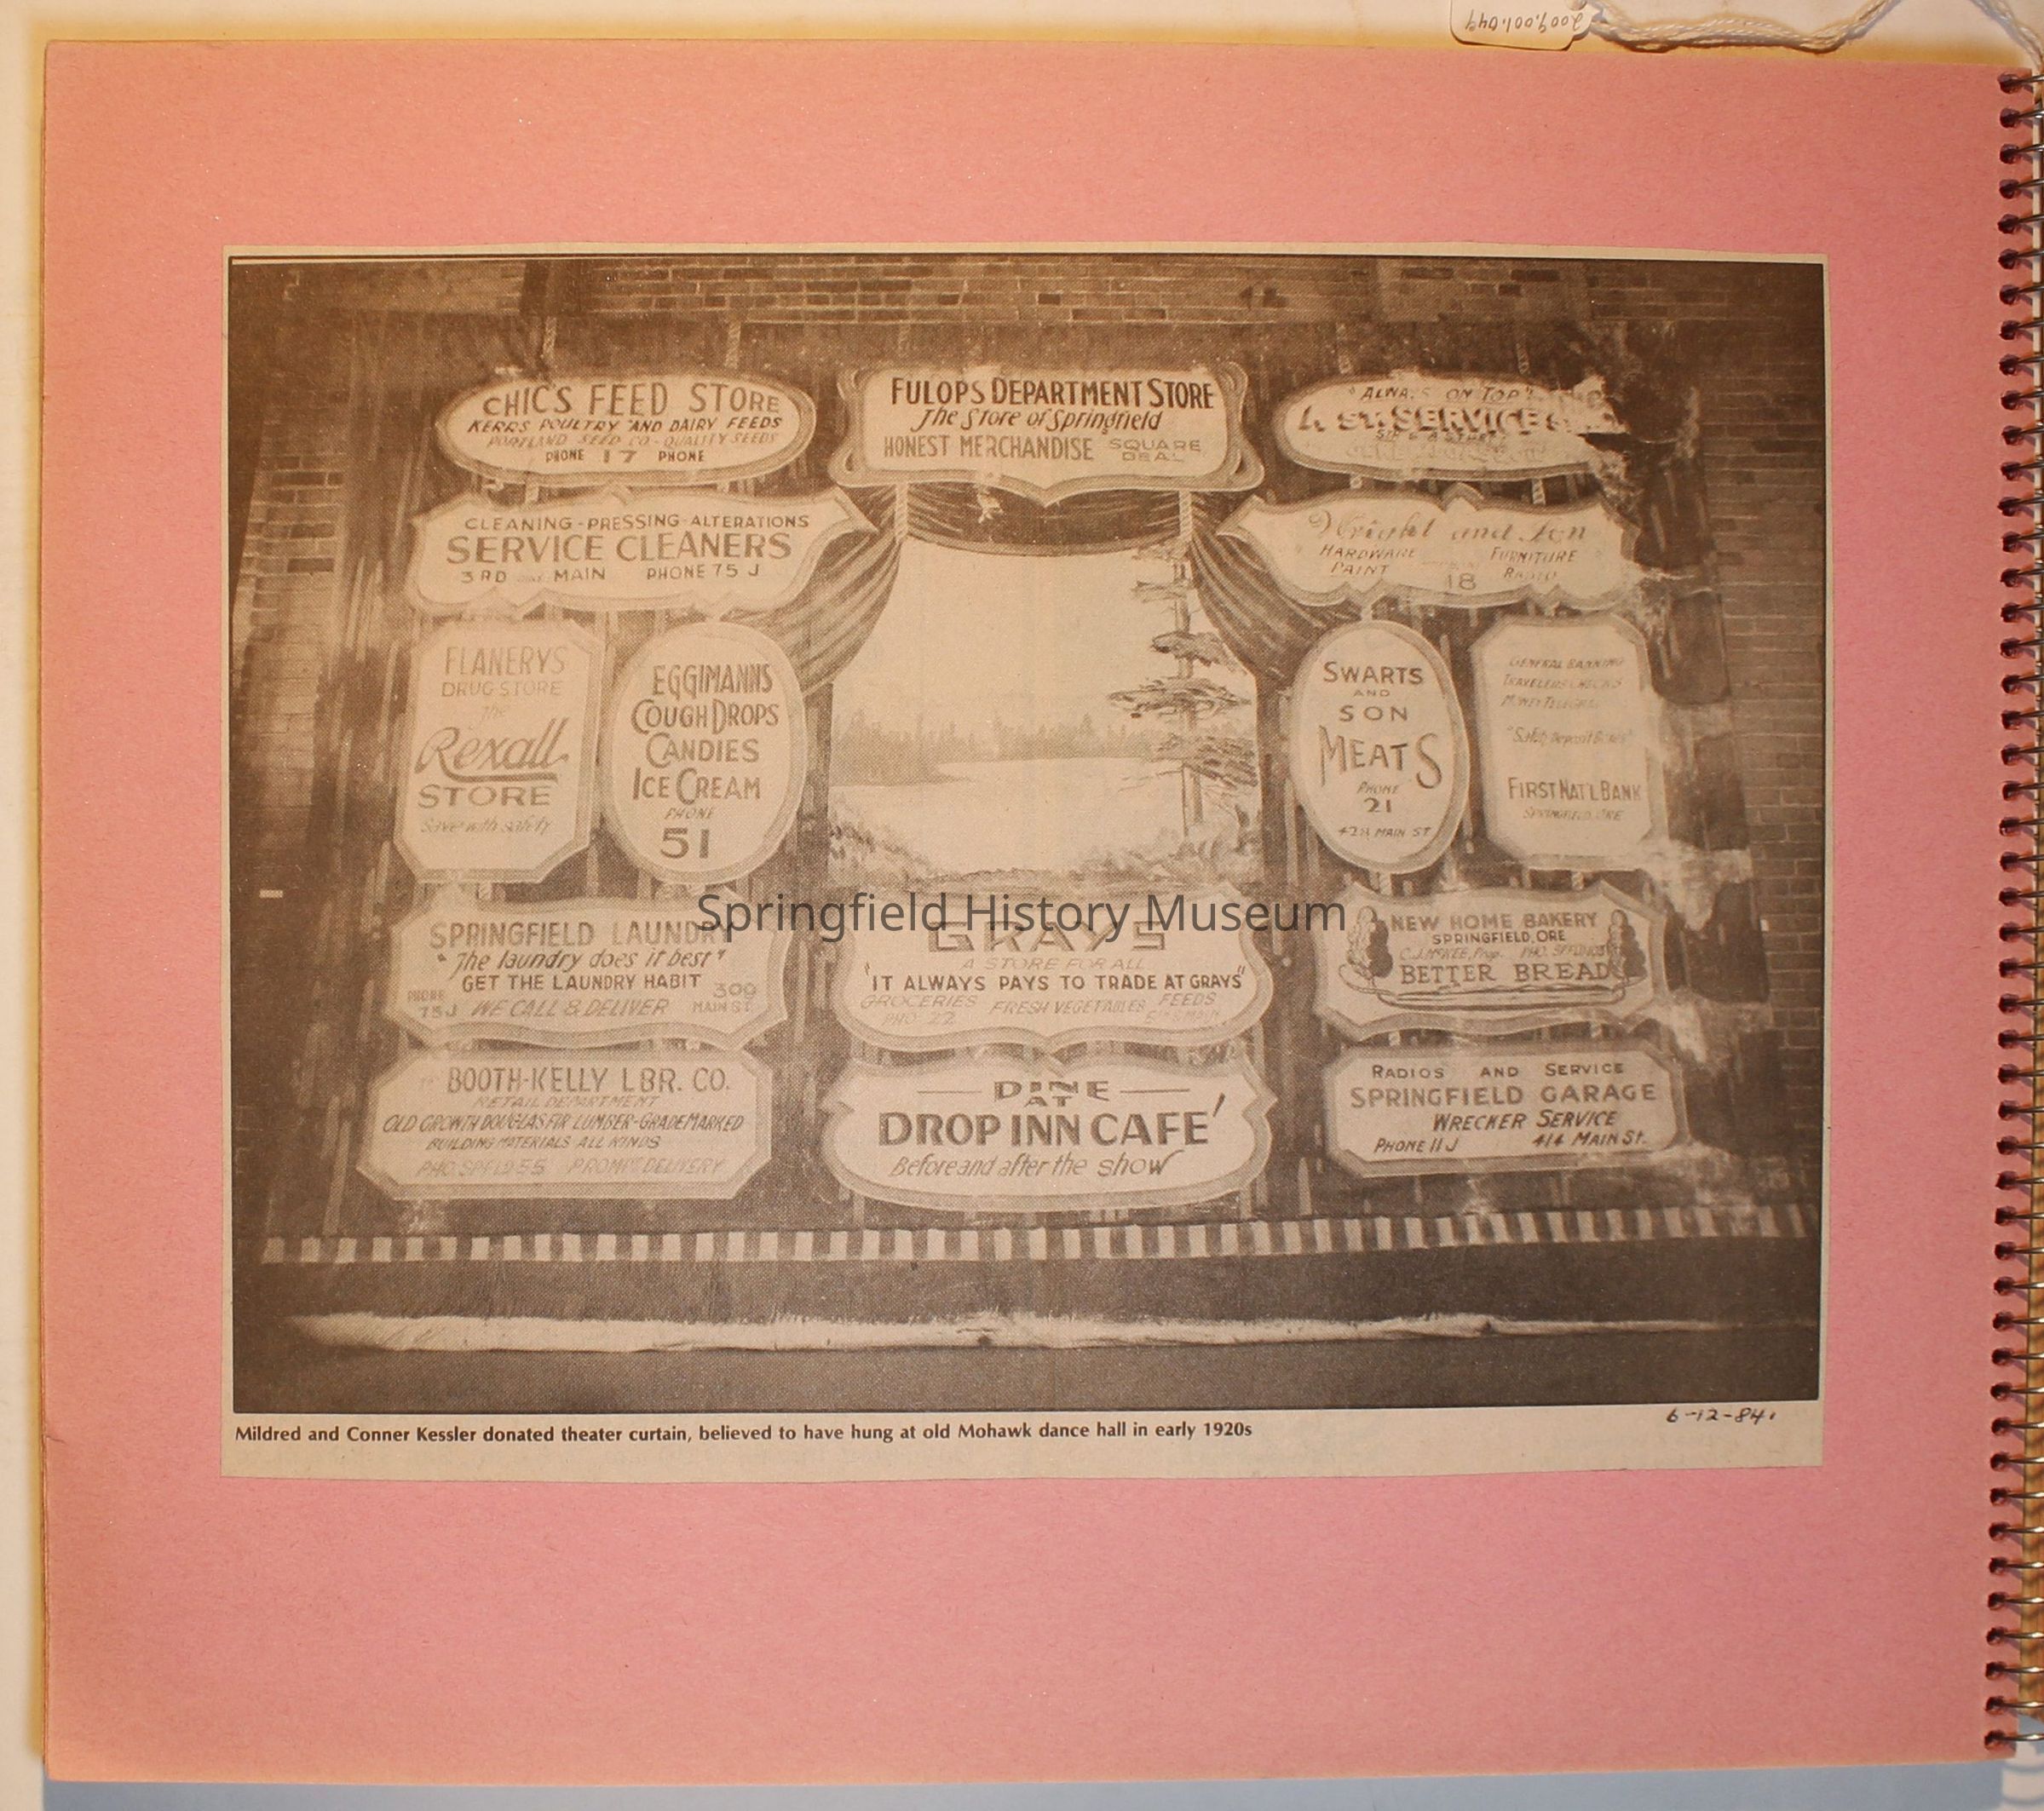 2009.001.049
CHIC'S FEED STORE
KERRS POULTRY AND DAIRY FEEDS
PORTLAND SEED CO - QUALITY SEEDS
PHONE 17 PHONE
FULOPS DEPARTMENT STORE
The Store of Springfield
HONEST MERCHANDISE SQUARE DEAL
"ALWAYS ON TOP"
A ST. SERVICE
CLEANING - PRESSING - ALTERATIONS
SERVICE CLEANERS
3RD MAIN PHONE 75 J
Wright and Son
HARDWARE FURNITURE
PAINT 18 RADIO
FLANERYS
DRUG STORE
The
Rexall
STORE
Save with safety
EGGIMANNS
COUGH DROPS
CANDIES
ICE CREAM
PHONE
51
SWARTS
AND
SON
MEATS
PHONE
21
MAIN ST
GENERAL BANKING
TRAVELERS CHECKS
MONEY
"Safety Deposit Boxes"
FIRST NAT'L BANK
SPRINGFIELD, ORE
SPRINGFIELD LAUNDRY
"The laundry does it best"
GET THE LAUNDRY HABIT
PHONE 75J WE CALL & DELIVER 300 MAIN ST.
Springfield History Museum
GRAYS
A STORE FOR ALL
"IT ALWAYS PAYS TO TRADE AT GRAYS"
GROCERIES FRESH VEGETABLES FEEDS
PHO. 22
NEW HOME BAKERY
SPRINGFIELD, ORE
C.J. McKEE, Prop.
BETTER BREAD
BOOTH-KELLY LBR. CO.
RETAIL DEPARTMENT
OLD GROWTH DOUGLAS FIR LUMBER - GRADE MARKED
BUILDING MATERIALS ALL KINDS
PROMPT DELIVERY
DINE
AT
DROP INN CAFE'
Before and after the show
RADIOS AND SERVICE
SPRINGFIELD GARAGE
WRECKER SERVICE
PHONE 11 J 414 MAIN St.
6-12-84
Mildred and Conner Kessler donated theater curtain, believed to have hung at old Mohawk dance hall in early 1920s